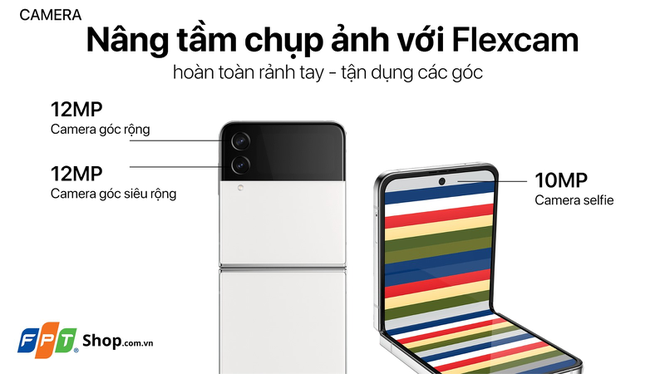 CAMERA
Nâng tầm chụp ảnh với Flexcam
hoàn toàn rảnh tay - tận dụng các góc
12MP
Camera góc rộng
12MP
Camera góc siêu rộng
10MP
Camera selfie
FPT® Shop.com.vn